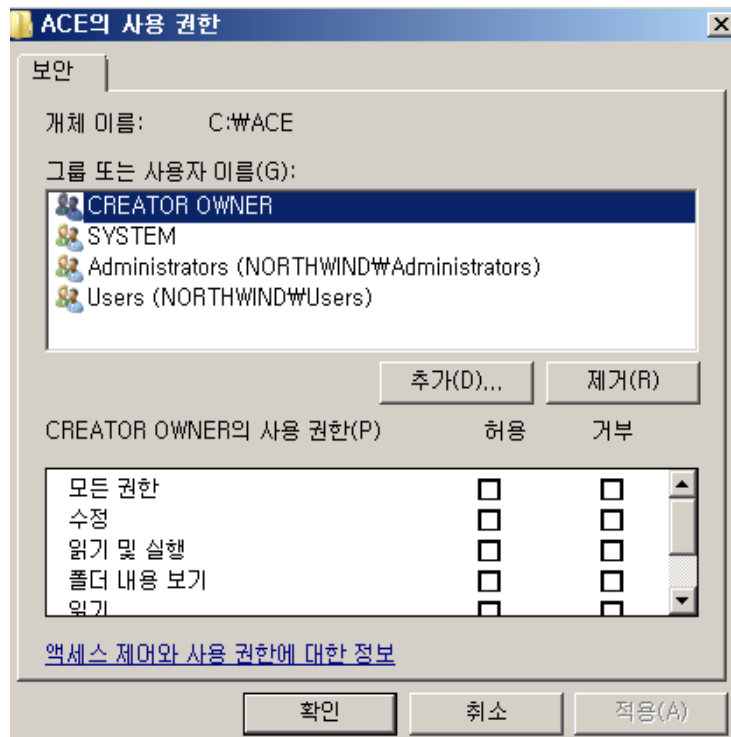 ACE의 사용 권한
보안
개체 이름: C:₩ACE
그룹 또는 사용자 이름(G):
CREATOR OWNER
SYSTEM
Administrators (NORTHWIND₩Administrators)
Users (NORTHWIND₩Users)
추가(D)... 제거(R)
CREATOR OWNER의 사용 권한(P) 허용 거부
모든 권한
수정
읽기 및 실행
폴더 내용 보기
읽기
액세스 제어와 사용 권한에 대한 정보
확인 취소 적용(A)